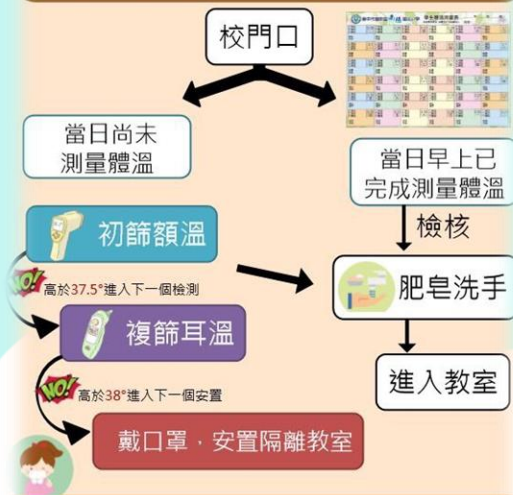 校門口
當日尚未
測量體溫
當日早上已
完成測量體溫
檢核
初篩額溫
NO!
高於37.5°進入下一個檢測
肥皂洗手
複篩耳溫
NO!
高於38°進入下一個安置
進入教室
戴口罩，安置隔離教室